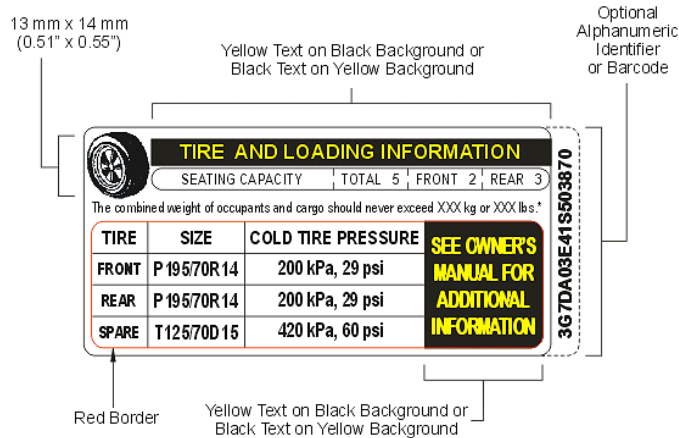 13 mm x 14 mm
(0.51" x 0.55")
Yellow Text on Black Background or
Black Text on Yellow Background
Optional
Alphanumeric
Identifier
or Barcode
TIRE AND LOADING INFORMATION
SEATING CAPACITY TOTAL 5 FRONT 2 REAR 3
The combined weight of occupants and cargo should never exceed XXX kg or XXX lbs.*
TIRE SIZE COLD TIRE PRESSURE
FRONT P195/70R14 200 kPa, 29 psi
REAR P195/70R14 200 kPa, 29 psi
SPARE T125/70D15 420 kPa, 60 psi
SEE OWNER'S
MANUAL FOR
ADDITIONAL
INFORMATION
3G7DA03E41S503870
Red Border
Yellow Text on Black Background or
Black Text on Yellow Background